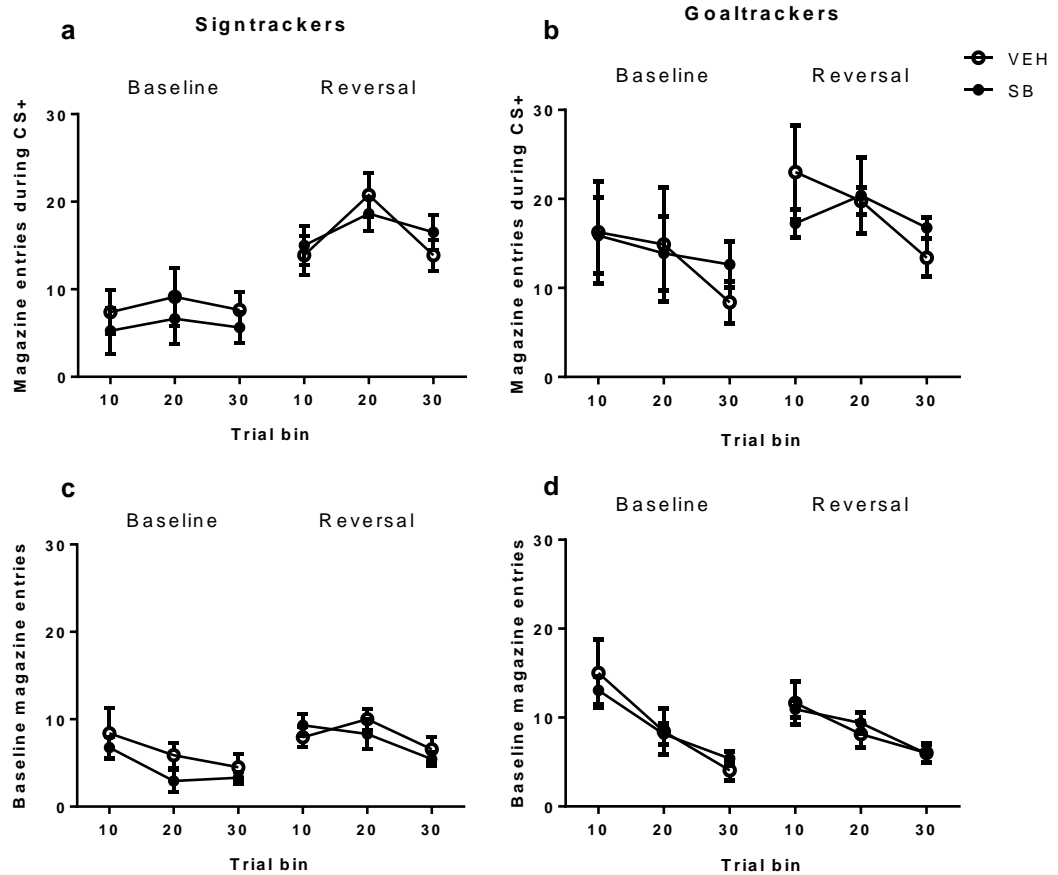 a
Signtrackers
b
Goaltrackers
VEH
SB
Baseline
Reversal
Magazine entries during CS+
30
20
10
0
10 20 30 10 20 30
Trial bin
Baseline
Reversal
Magazine entries during CS+
30
20
10
0
10 20 30 10 20 30
Trial bin
c
Baseline
Reversal
Baseline magazine entries
30
20
10
0
10 20 30 10 20 30
Trial bin
d
Baseline
Reversal
Baseline magazine entries
30
20
10
0
10 20 30 10 20 30
Trial bin